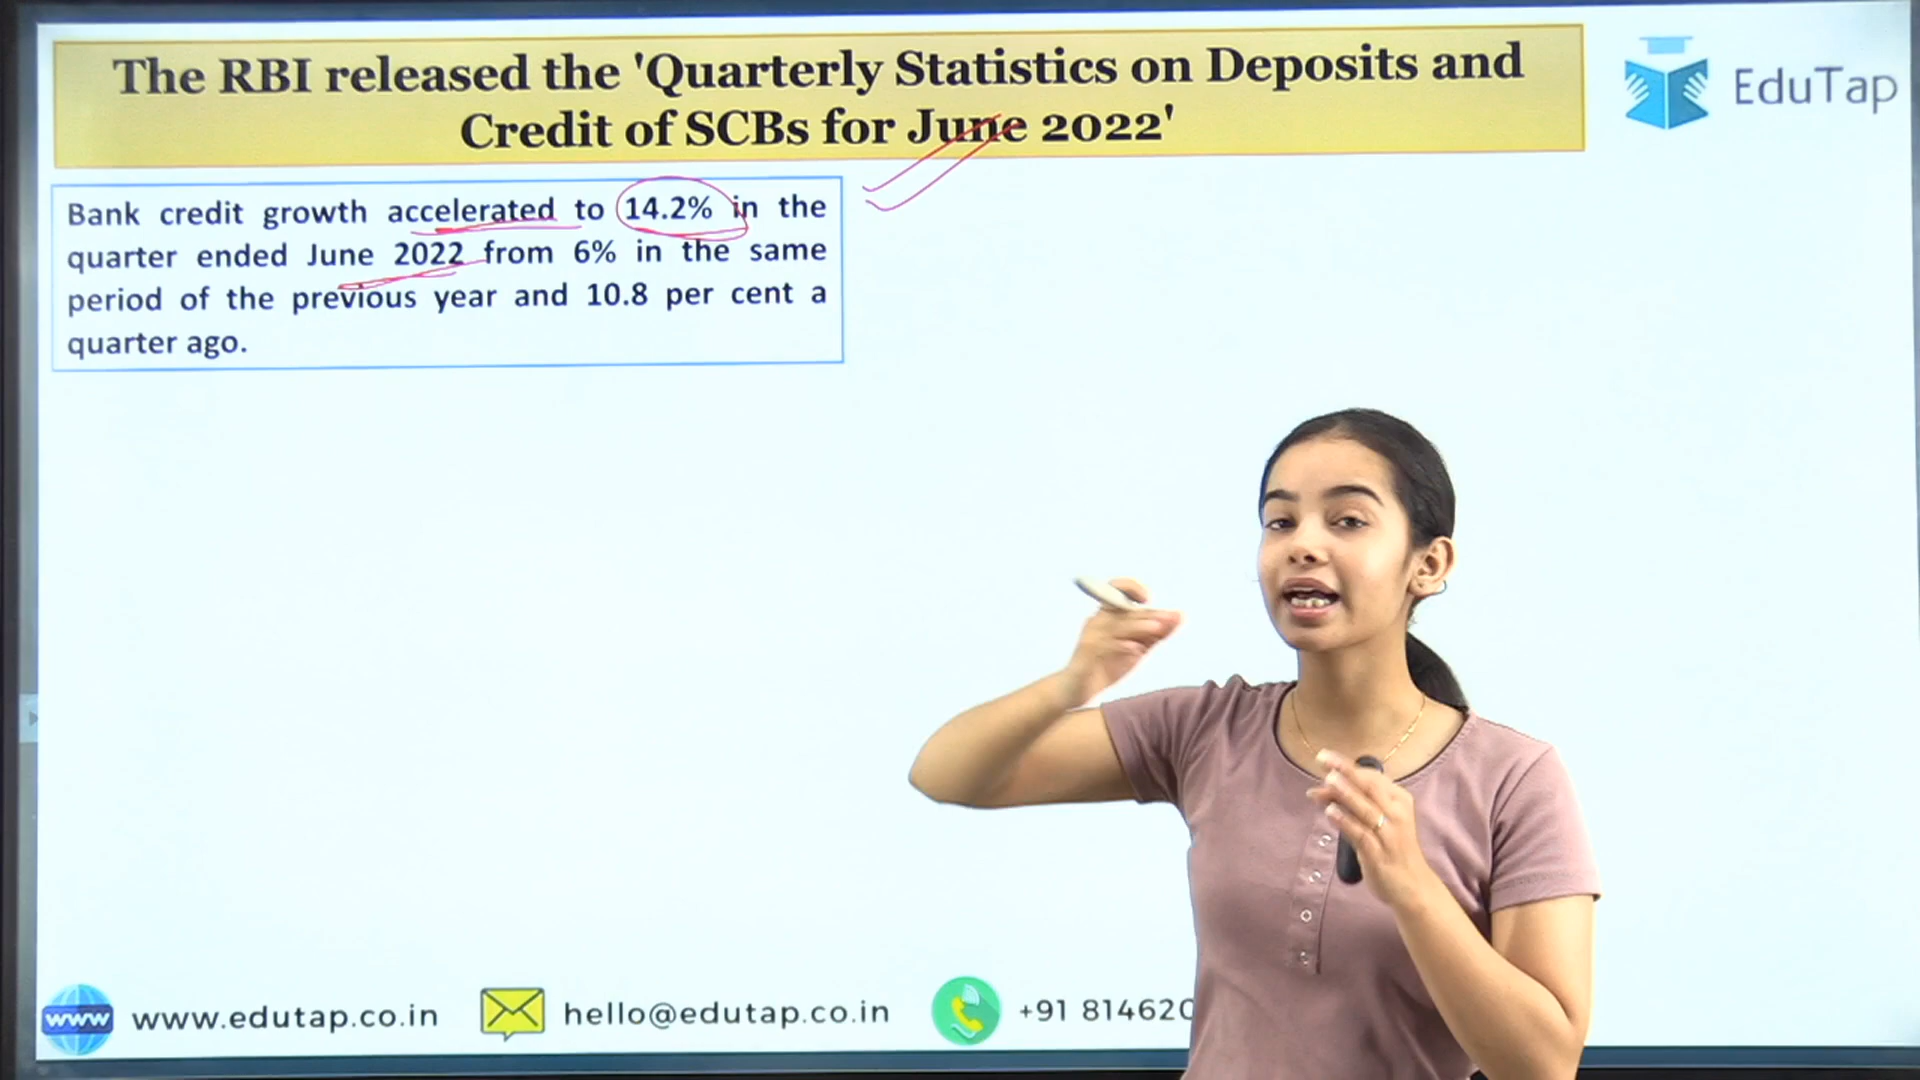 The RBI released the 'Quarterly Statistics on Deposits and
Credit of SCBs for June 2022'
EduTap
Bank credit growth accelerated to 14.2% in the
quarter ended June 2022 from 6% in the same
period of the previous year and 10.8 per cent a
quarter ago.
www
www.edutap.co.in
hello@edutap.co.in
+91 814620